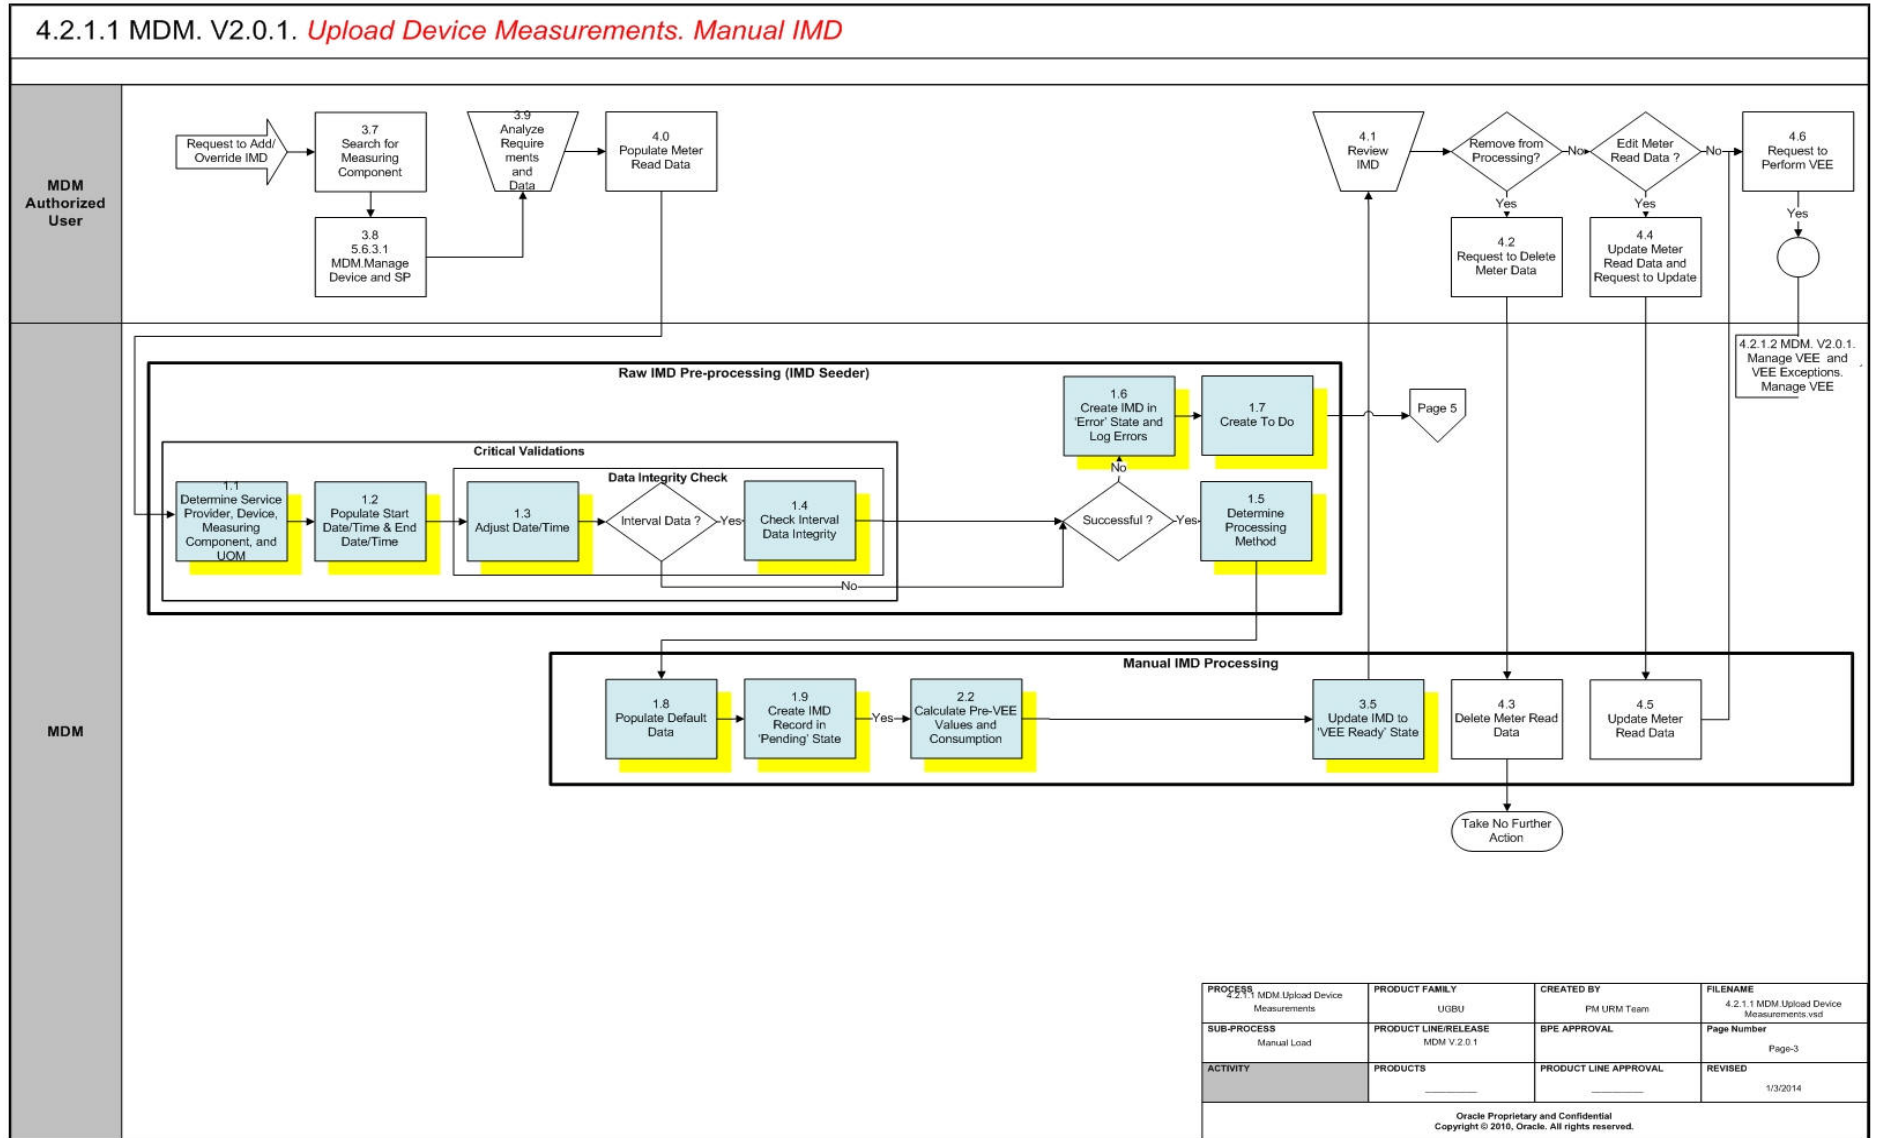 4.2.1.1 MDM. V2.0.1. Upload Device Measurements. Manual IMD
MDM
Authorized
User
Request to Add/
Override IMD
3.7
Search for
Measuring
Component
3.8
5.6.3.1
MDM.Manage
Device and SP
3.9
Analyze
Require
ments
and
Data
4.0
Populate Meter
Read Data
4.1
Review
IMD
Remove from
Processing?
No
Yes
4.2
Request to Delete
Meter Data
Edit Meter
Read Data ?
No
Yes
4.4
Update Meter
Read Data and
Request to Update
4.6
Request to
Perform VEE
Yes
MDM
4.2.1.2 MDM. V2.0.1.
Manage VEE and
VEE Exceptions.
Manage VEE
Raw IMD Pre-processing (IMD Seeder)
Critical Validations
Data Integrity Check
1.1
Determine Service
Provider, Device,
Measuring
Component, and
UOM
1.2
Populate Start
Date/Time & End
Date/Time
1.3
Adjust Date/Time
Interval Data ?
Yes
No
1.4
Check Interval
Data Integrity
Successful ?
No
Yes
1.6
Create IMD in
'Error' State and
Log Errors
1.7
Create To Do
Page 5
1.5
Determine
Processing
Method
Manual IMD Processing
1.8
Populate Default
Data
1.9
Create IMD
Record in
'Pending' State
Yes
2.2
Calculate Pre-VEE
Values and
Consumption
3.5
Update IMD to
'VEE Ready' State
4.3
Delete Meter Read
Data
4.5
Update Meter
Read Data
Take No Further
Action
PROCESS
4.2.1.1 MDM.Upload Device
Measurements
PRODUCT FAMILY
UGBU
CREATED BY
PM URM Team
FILENAME
4.2.1.1 MDM.Upload Device
Measurements.vsd
SUB-PROCESS
Manual Load
PRODUCT LINE/RELEASE
MDM V.2.0.1
BPE APPROVAL
Page Number
Page-3
ACTIVITY
PRODUCTS
PRODUCT LINE APPROVAL
REVISED
1/3/2014
Oracle Proprietary and Confidential
Copyright © 2010, Oracle. All rights reserved.